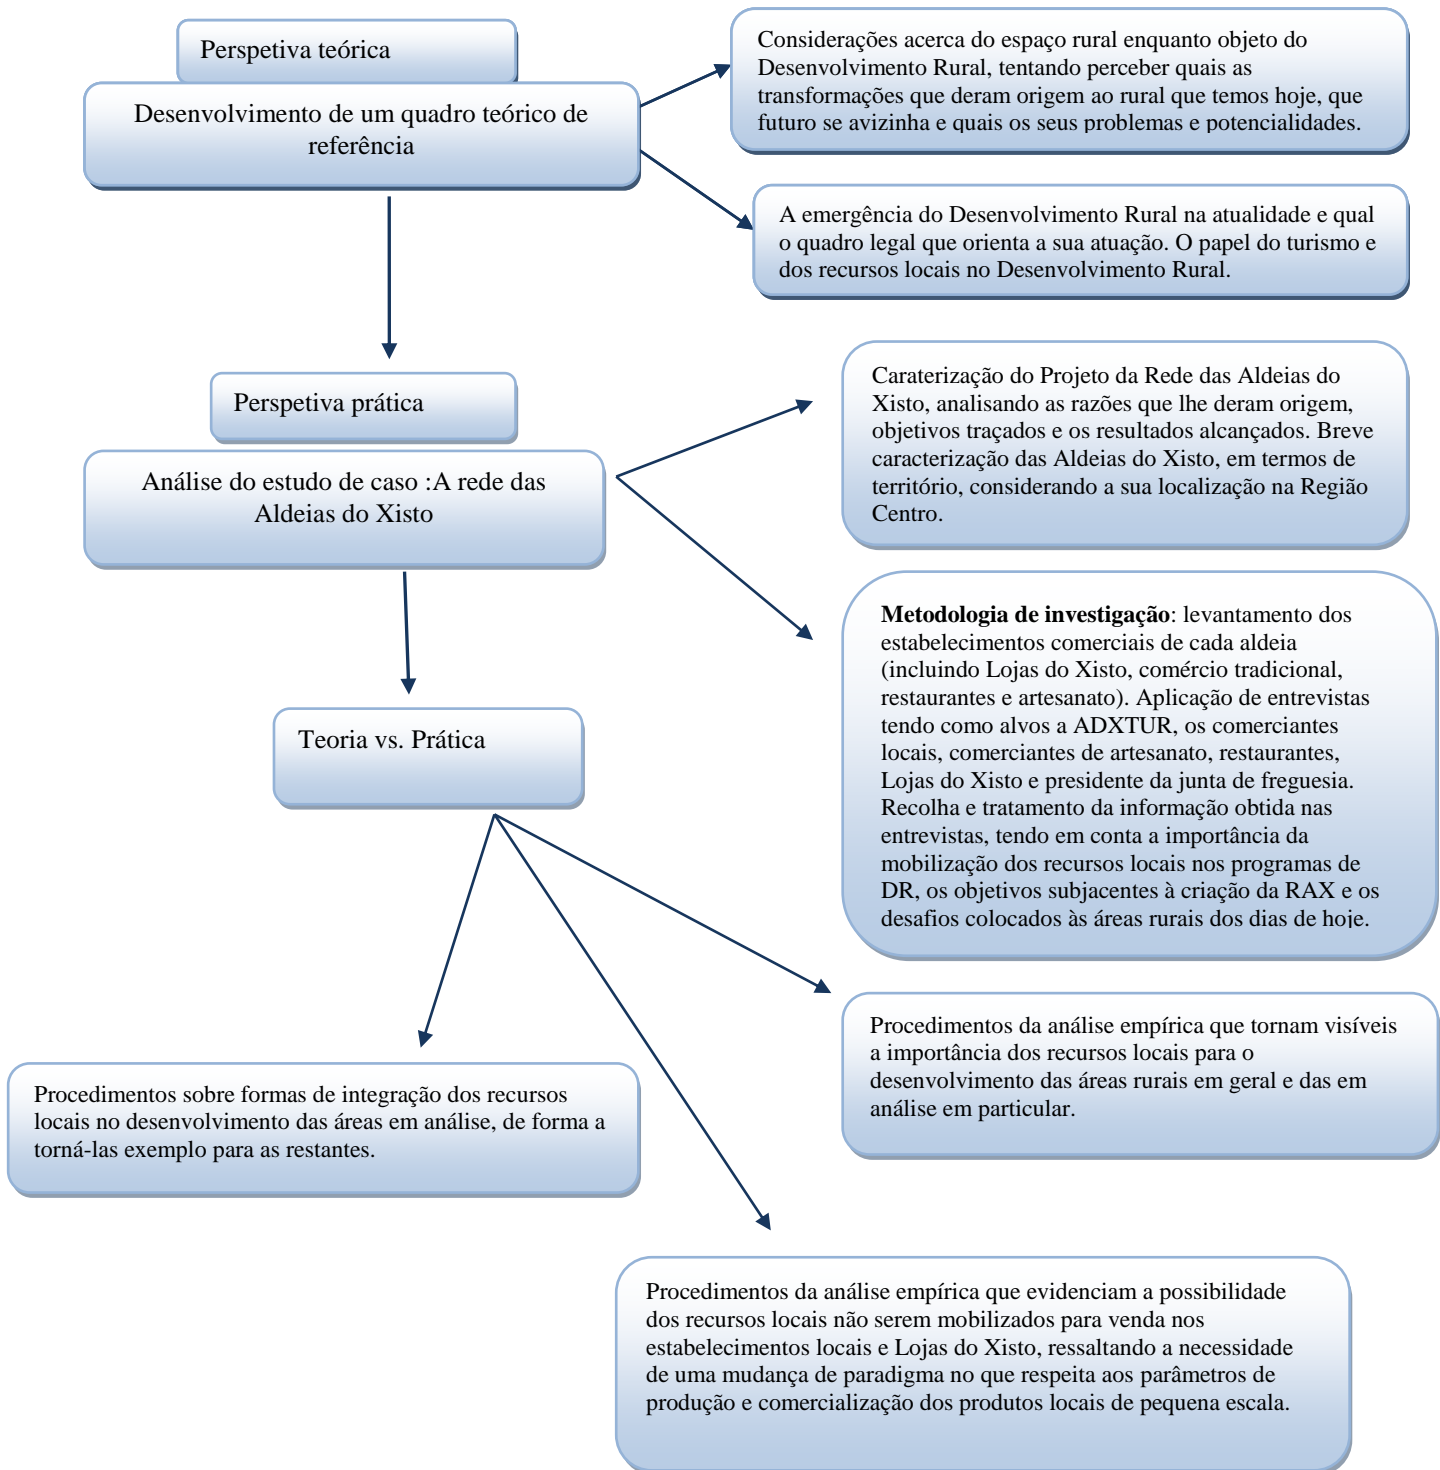 Perspetiva teórica
Desenvolvimento de um quadro teórico de
referência
Considerações acerca do espaço rural enquanto objeto do
Desenvolvimento Rural, tentando perceber quais as
transformações que deram origem ao rural que temos hoje, que
futuro se avizinha e quais os seus problemas e potencialidades.
A emergência do Desenvolvimento Rural na atualidade e qual
o quadro legal que orienta a sua atuação. O papel do turismo e
dos recursos locais no Desenvolvimento Rural.
Perspetiva prática
Análise do estudo de caso :A rede das
Aldeias do Xisto
Caraterização do Projeto da Rede das Aldeias do
Xisto, analisando as razões que lhe deram origem,
objetivos traçados e os resultados alcançados. Breve
caracterização das Aldeias do Xisto, em termos de
território, considerando a sua localização na Região
Centro.
Metodologia de investigação: levantamento dos
estabelecimentos comerciais de cada aldeia
(incluindo Lojas do Xisto, comércio tradicional,
restaurantes e artesanato). Aplicação de entrevistas
tendo como alvos a ADXTUR, os comerciantes
locais, comerciantes de artesanato, restaurantes,
Lojas do Xisto e presidente da junta de freguesia.
Recolha e tratamento da informação obtida nas
entrevistas, tendo em conta a importância da
mobilização dos recursos locais nos programas de
DR, os objetivos subjacentes à criação da RAX e os
desafios colocados às áreas rurais dos dias de hoje.
Teoria vs. Prática
Procedimentos da análise empírica que tornam visíveis
a importância dos recursos locais para o
desenvolvimento das áreas rurais em geral e das em
análise em particular.
Procedimentos sobre formas de integração dos recursos
locais no desenvolvimento das áreas em análise, de forma a
torná-las exemplo para as restantes.
Procedimentos da análise empírica que evidenciam a possibilidade
dos recursos locais não serem mobilizados para venda nos
estabelecimentos locais e Lojas do Xisto, ressaltando a necessidade
de uma mudança de paradigma no que respeita aos parâmetros de
produção e comercialização dos produtos locais de pequena escala.